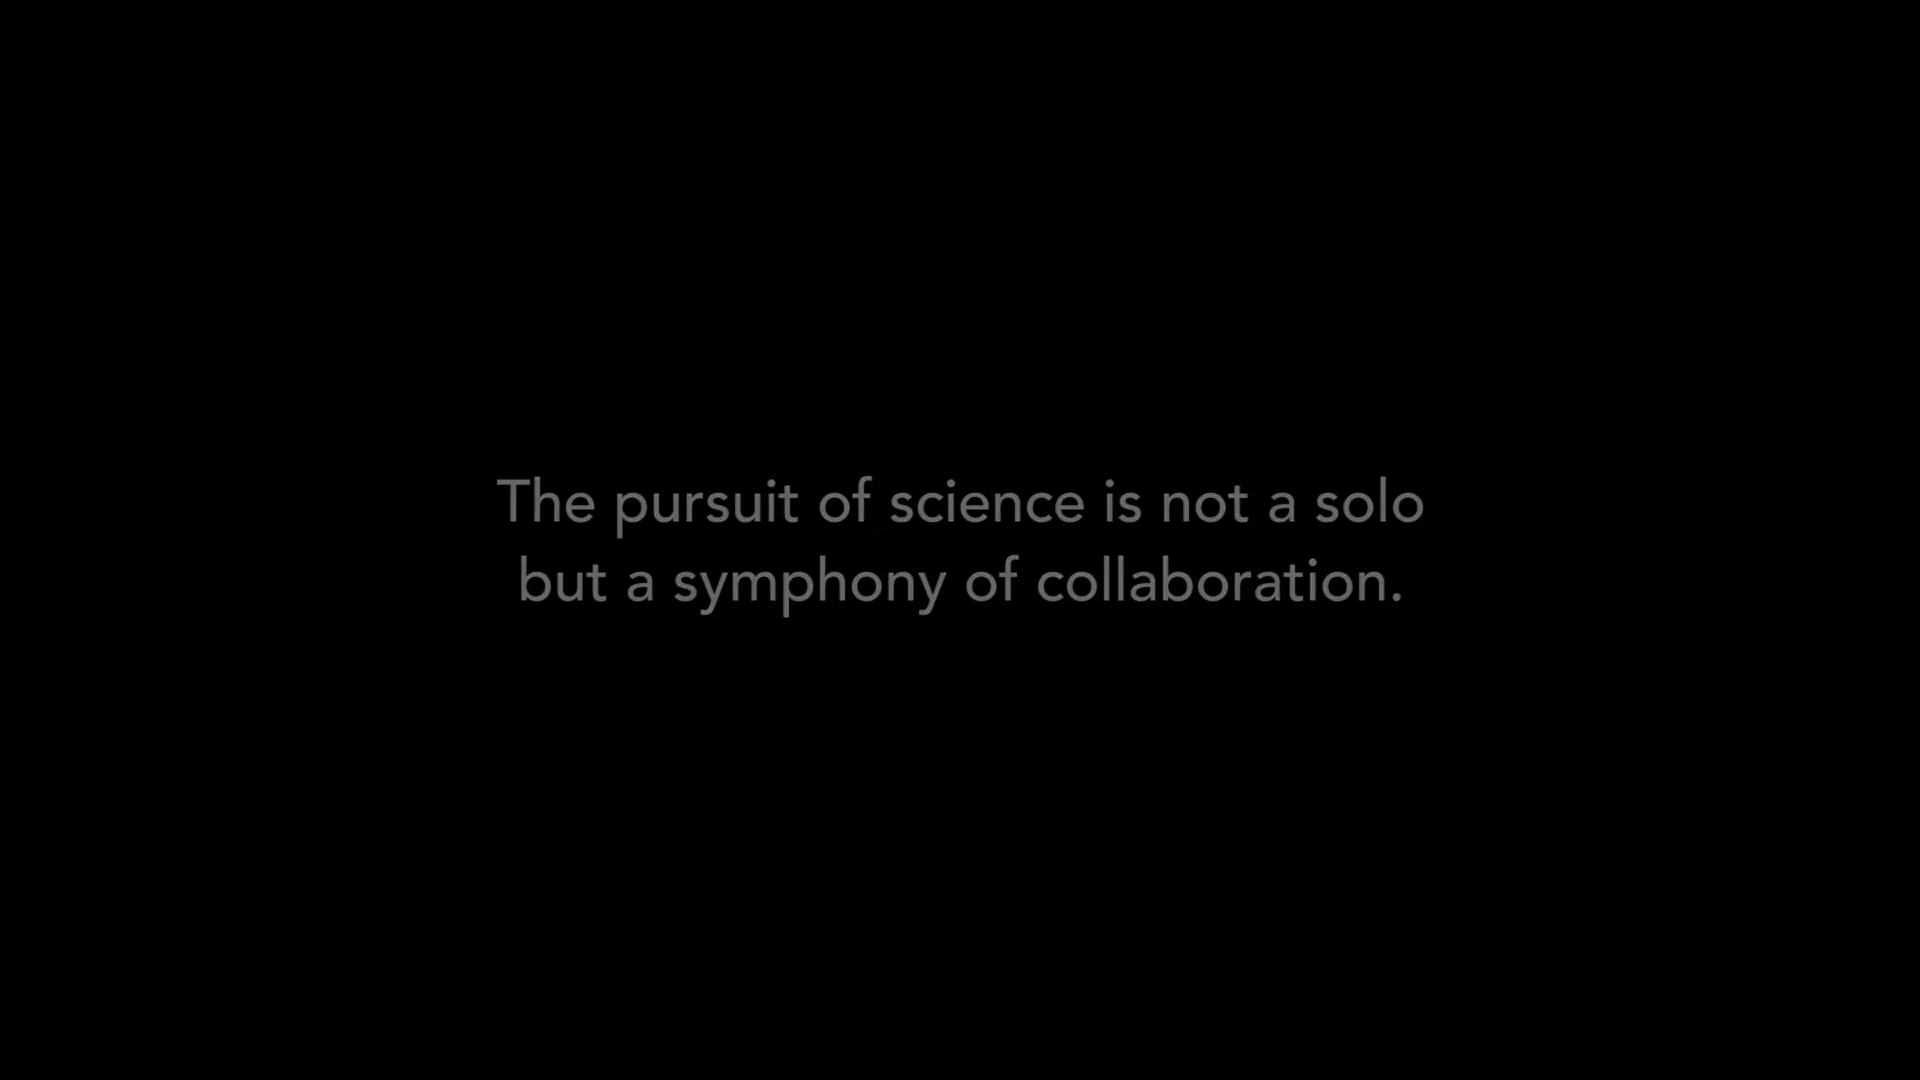 The pursuit of science is not a solo
but a symphony of collaboration.